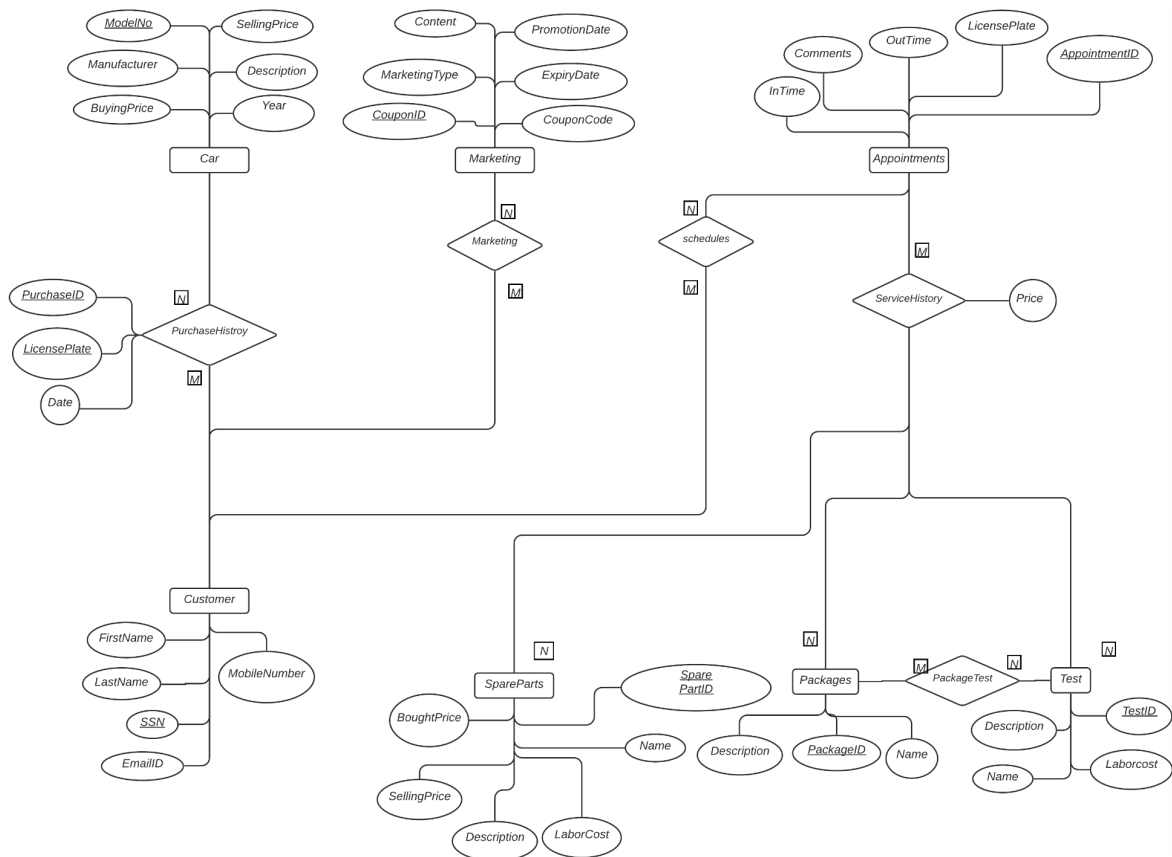 ModelNo
SellingPrice
Manufacturer
Description
BuyingPrice
Year
Car
Content
PromotionDate
MarketingType
ExpiryDate
CouponID
CouponCode
Marketing
InTime
Comments
OutTime
LicensePlate
AppointmentID
Appointments
N
Marketing
M
N
schedules
M
M
ServiceHistory
Price
PurchaseID
LicensePlate
Date
N
PurchaseHistroy
M
Customer
FirstName
LastName
SSN
EmailID
MobileNumber
N
SpareParts
BoughtPrice
Spare
PartID
Name
SellingPrice
Description
LaborCost
N
Packages
Description
PackageID
Name
M
PackageTest
N
N
Test
Description
TestID
Name
Laborcost